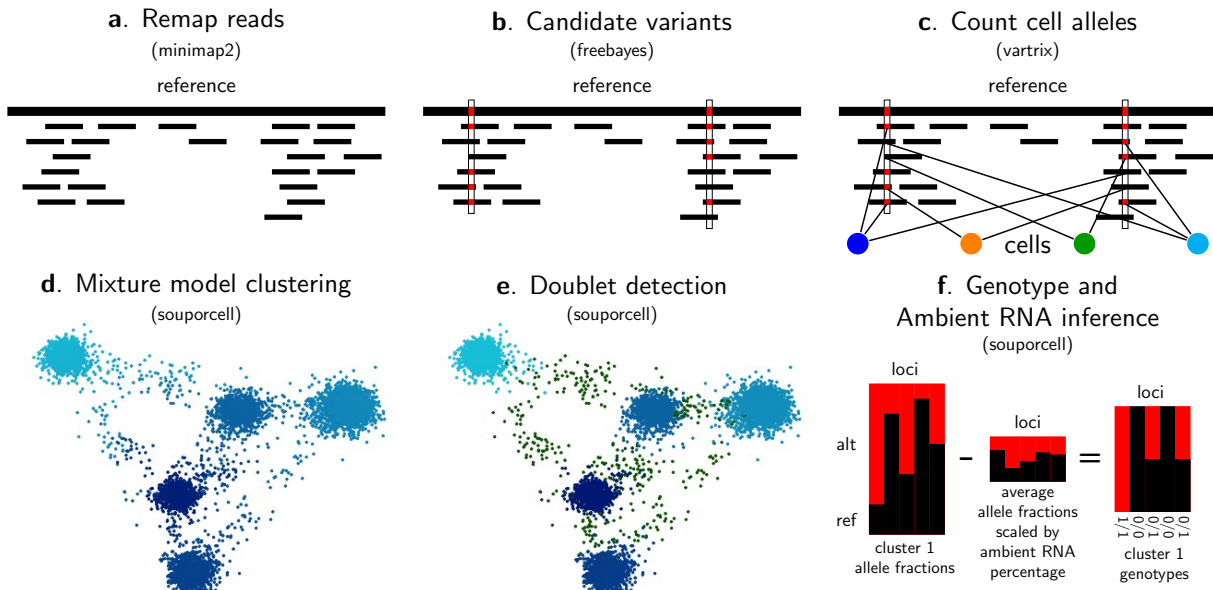 a. Remap reads
(minimap2)
reference
b. Candidate variants
(freebayes)
reference
c. Count cell alleles
(vartrix)
reference
cells
d. Mixture model clustering
(souporcell)
e. Doublet detection
(souporcell)
f. Genotype and
Ambient RNA inference
(souporcell)
loci
alt
ref
cluster 1
allele fractions
-
loci
average
allele fractions
scaled by
ambient RNA
percentage
=
loci
1/1
0/0
0/1
0/0
0/1
cluster 1
genotypes